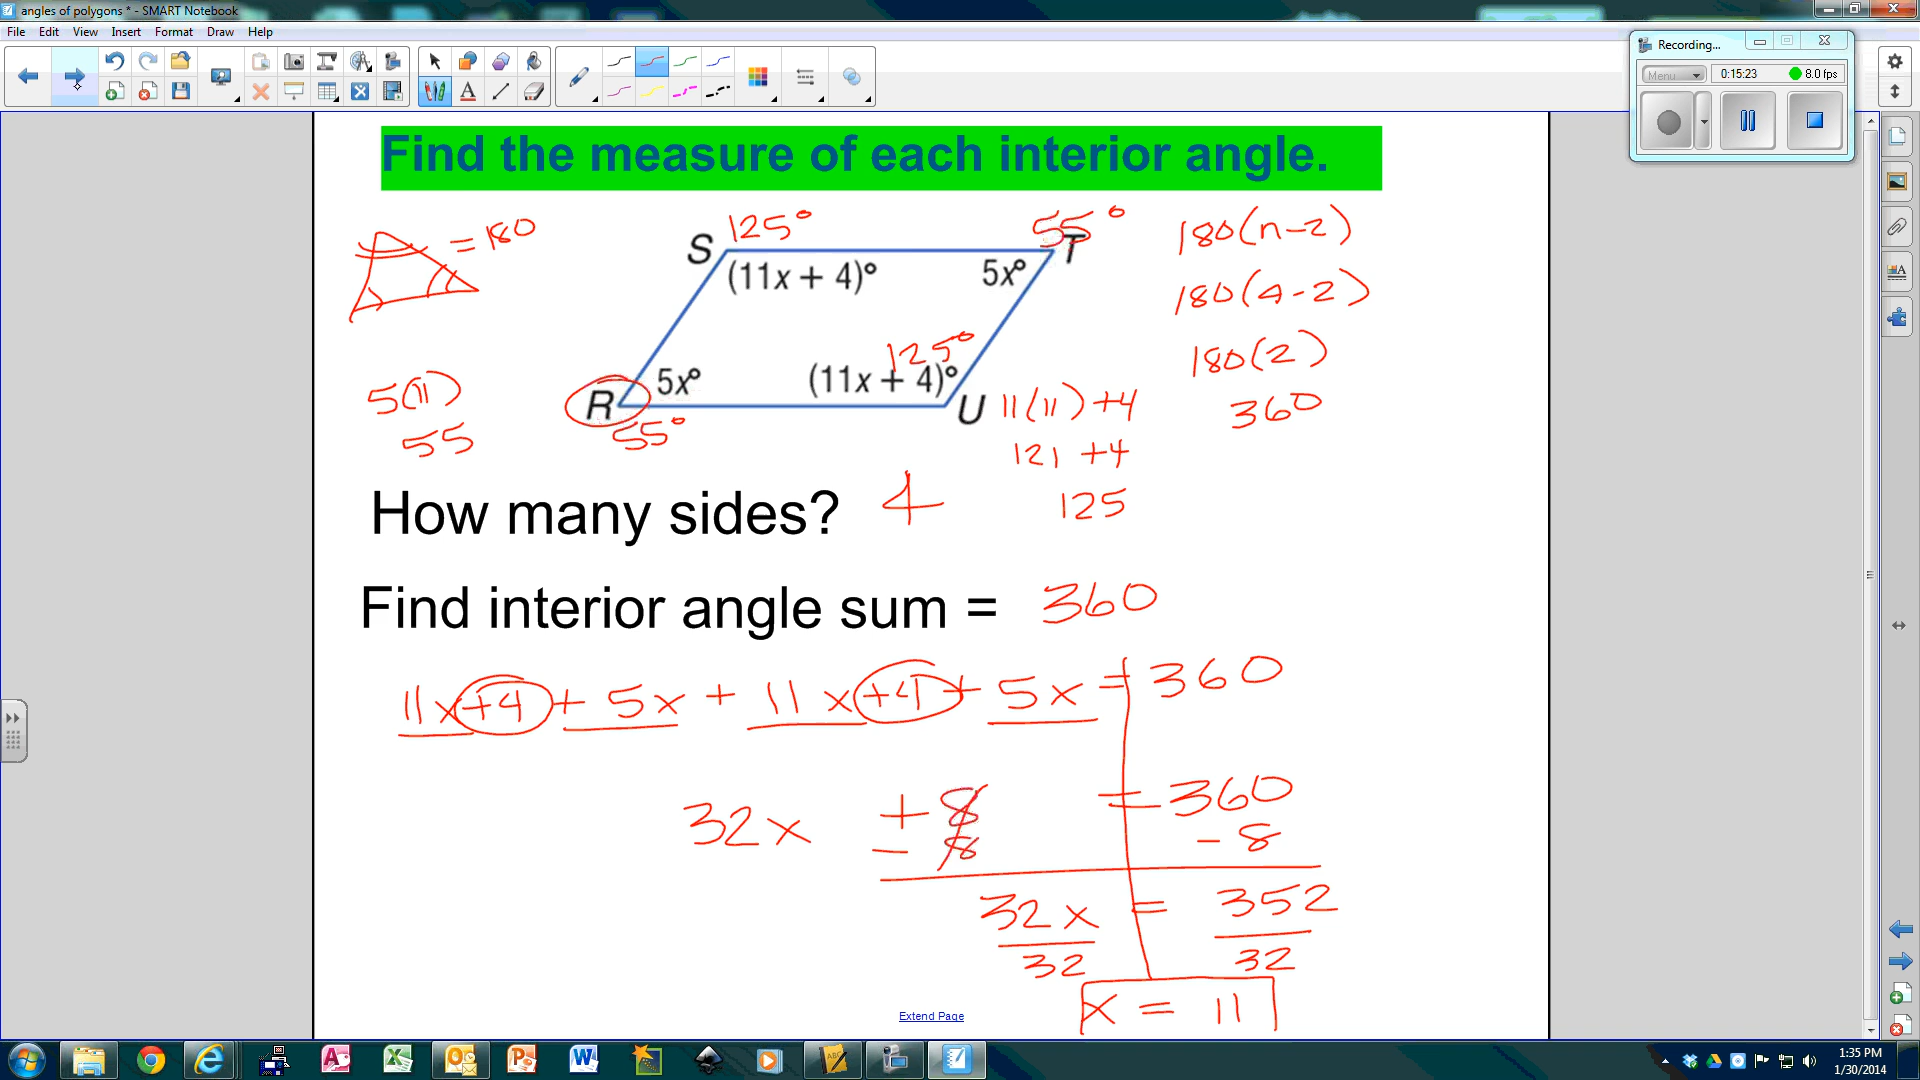 angles of polygons * - SMART Notebook
File Edit View Insert Format Draw Help
Recording...
Menu
0:15:23
8.0 fps
Find the measure of each interior angle.
= 180
S 125°
55° T
(11x + 4)°
5x°
180(n-2)
180(4-2)
180(2)
360
125°
5x°
(11x + 4)°
R
55°
U
5(11)
55
11(11)+4
121 +4
125
How many sides? 4
Find interior angle sum = 360
11x+4 + 5x + 11x+4 + 5x = 360
32x + 8 = 360
- 8 - 8
32x = 352
32 32
x = 11
Extend Page
1:35 PM
1/30/2014